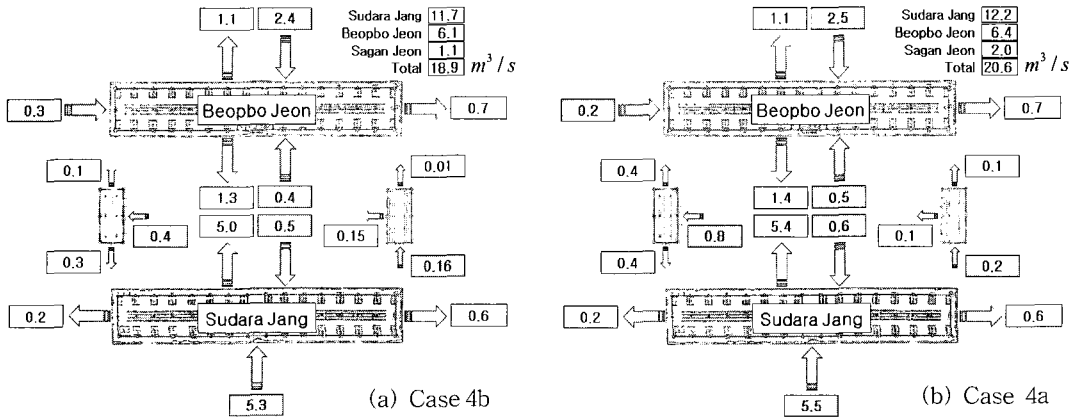 1.1 2.4
Sudara Jang 11.7
Beopbo Jeon 6.1
Sagan Jeon 1.1
Total 18.9 m³/s
0.3 Beopbo Jeon 0.7
0.1 0.01
1.3 0.4
0.4 5.0 0.5 0.15
0.3 0.16
0.2 Sudara Jang 0.6
5.3
(a) Case 4b
1.1 2.5
Sudara Jang 12.2
Beopbo Jeon 6.4
Sagan Jeon 2.0
Total 20.6 m³/s
0.2 Beopbo Jeon 0.7
0.4 0.1
1.4 0.5
0.8 5.4 0.6 0.1
0.4 0.2
0.2 Sudara Jang 0.6
5.5
(b) Case 4a